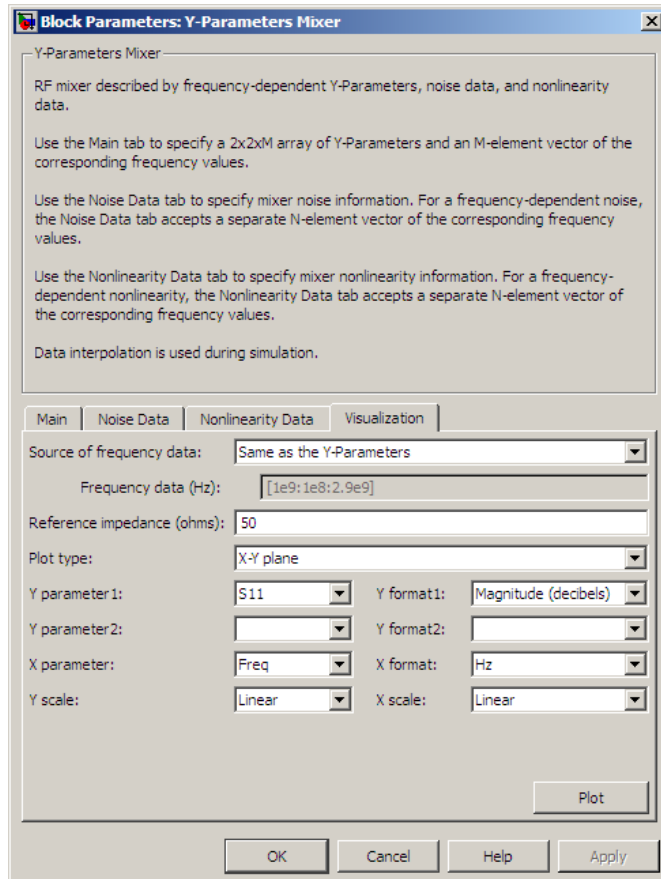 Block Parameters: Y-Parameters Mixer
Y-Parameters Mixer
RF mixer described by frequency-dependent Y-Parameters, noise data, and nonlinearity
data.
Use the Main tab to specify a 2x2xM array of Y-Parameters and an M-element vector of the
corresponding frequency values.
Use the Noise Data tab to specify mixer noise information. For a frequency-dependent noise,
the Noise Data tab accepts a separate N-element vector of the corresponding frequency
values.
Use the Nonlinearity Data tab to specify mixer nonlinearity information. For a frequency-
dependent nonlinearity, the Nonlinearity Data tab accepts a separate N-element vector of
the corresponding frequency values.
Data interpolation is used during simulation.
Main Noise Data Nonlinearity Data Visualization
Source of frequency data: Same as the Y-Parameters
Frequency data (Hz): [1e9:1e8:2.9e9]
Reference impedance (ohms): 50
Plot type: X-Y plane
Y parameter1: S11 Y format1: Magnitude (decibels)
Y parameter2: Y format2:
X parameter: Freq X format: Hz
Y scale: Linear X scale: Linear
Plot
OK Cancel Help Apply